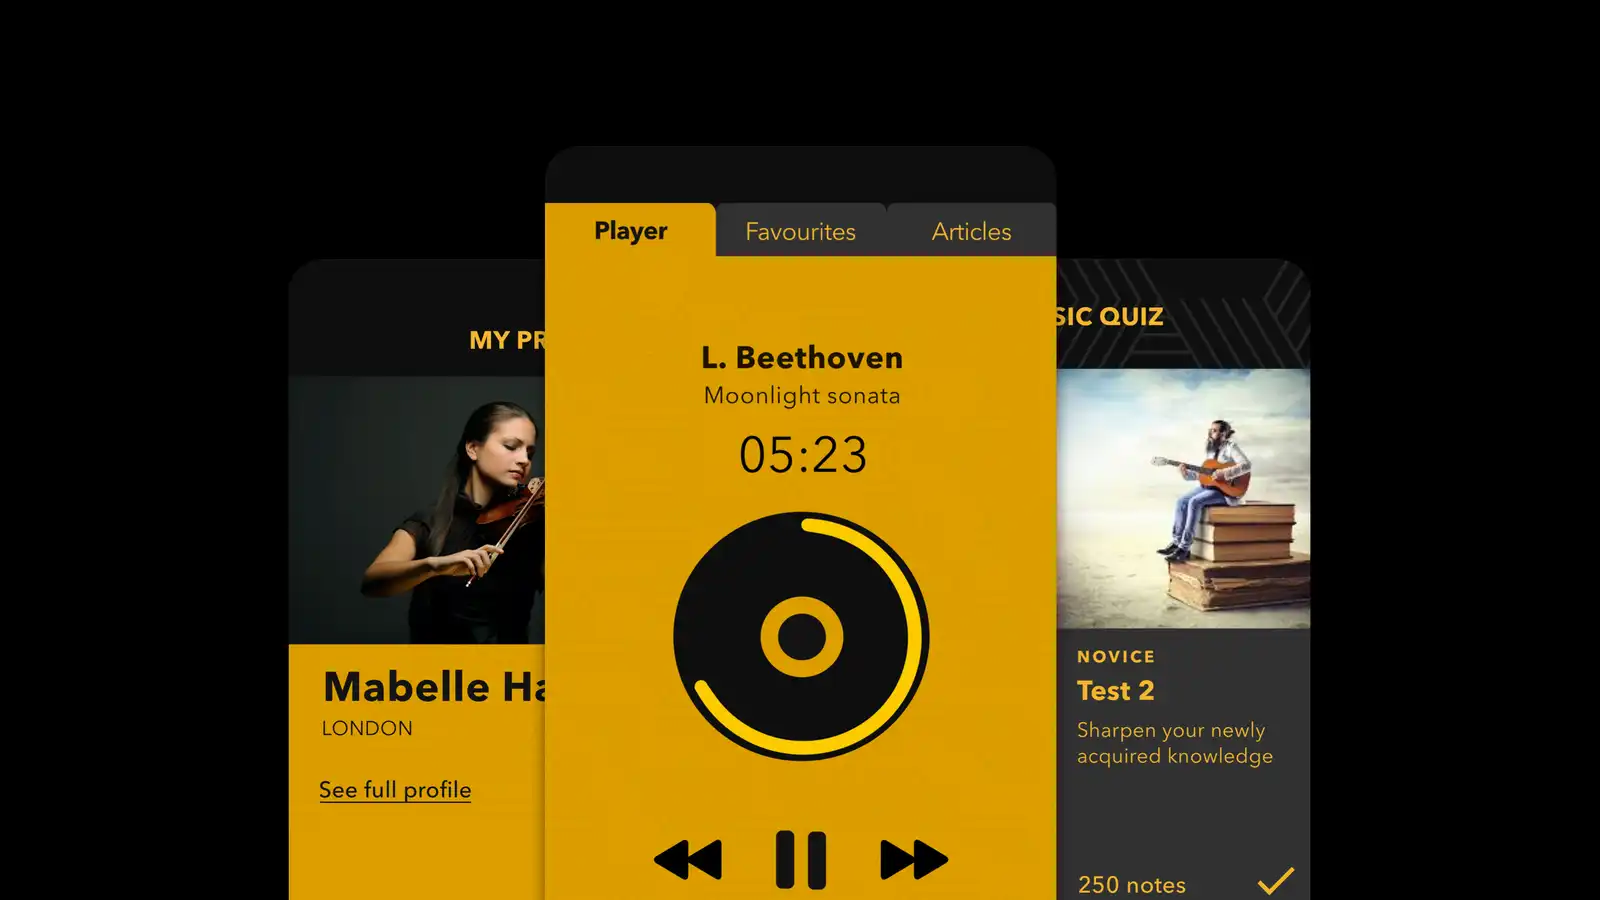 MY PR
Mabelle Ha
LONDON
See full profile
Player
Favourites
Articles
L. Beethoven
Moonlight sonata
05:23
SIC QUIZ
NOVICE
Test 2
Sharpen your newly
acquired knowledge
250 notes